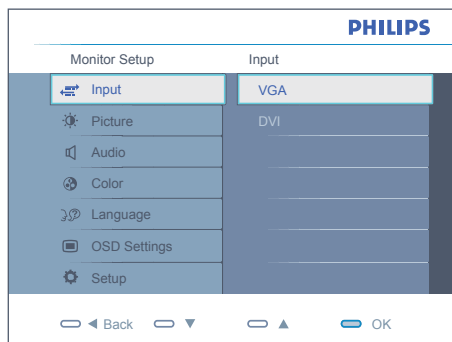 PHILIPS
Monitor Setup Input
Input VGA
Picture DVI
Audio
Color
Language
OSD Settings
Setup
Back OK